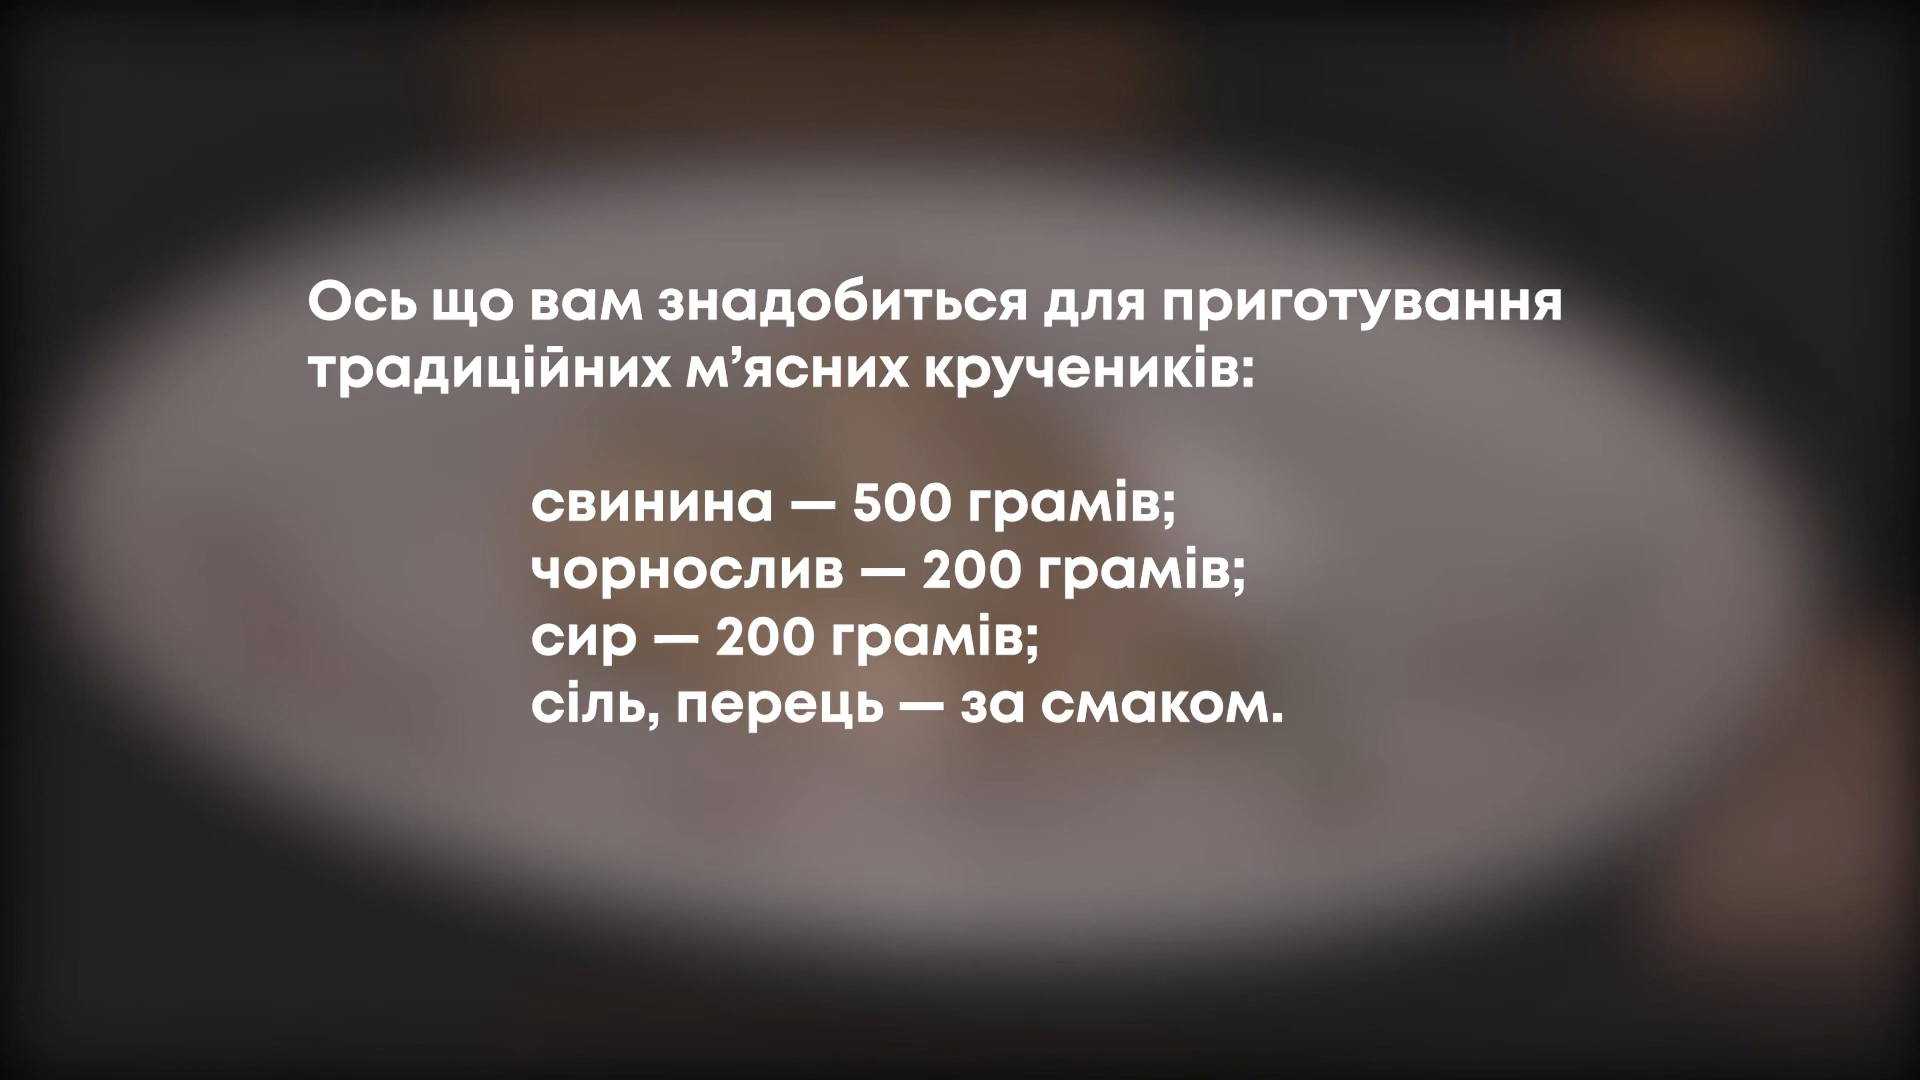 Ось що вам знадобиться для приготування
традиційних м’ясних кручеників:
свинина — 500 грамів;
чорнослив — 200 грамів;
сир — 200 грамів;
сіль, перець — за смаком.